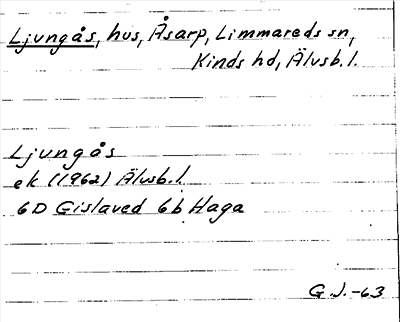 Ljungås, hus, Åsarp, Limmareds sn,
Kinds hd, Älvsb. l.
Ljungås
ek (1962) Älvsb. l.
6D Gislaved 6b Haga
G. J. -63